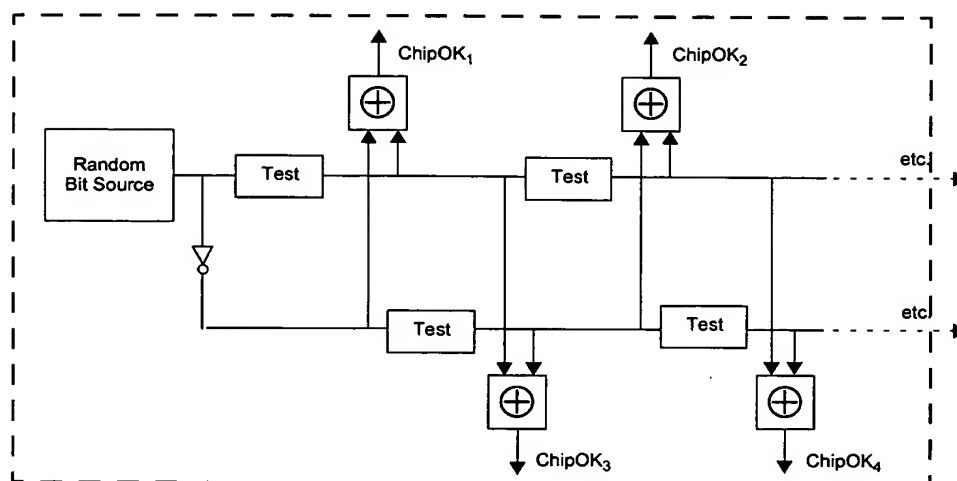 ChipOK₁
ChipOK₂
Random
Bit Source
Test
Test
etc.
Test
Test
etc
ChipOK₃
ChipOK₄